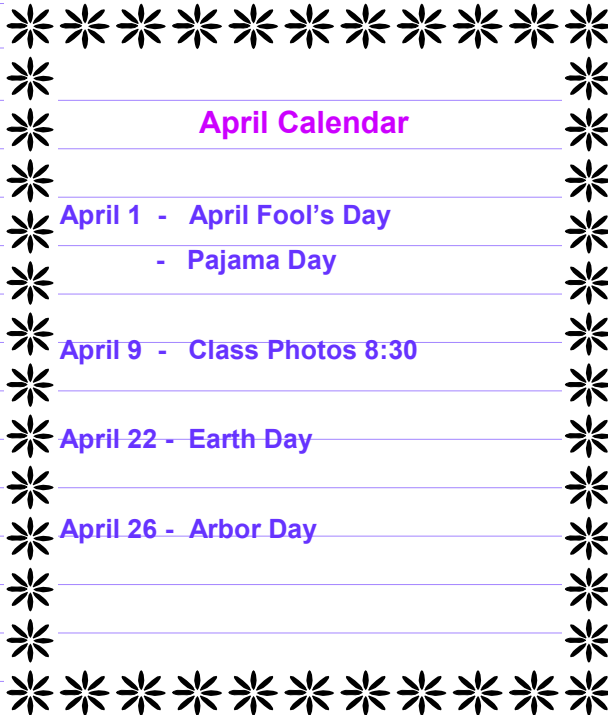 April Calendar
April 1 - April Fool’s Day
- Pajama Day
April 9 - Class Photos 8:30
April 22 - Earth Day
April 26 - Arbor Day